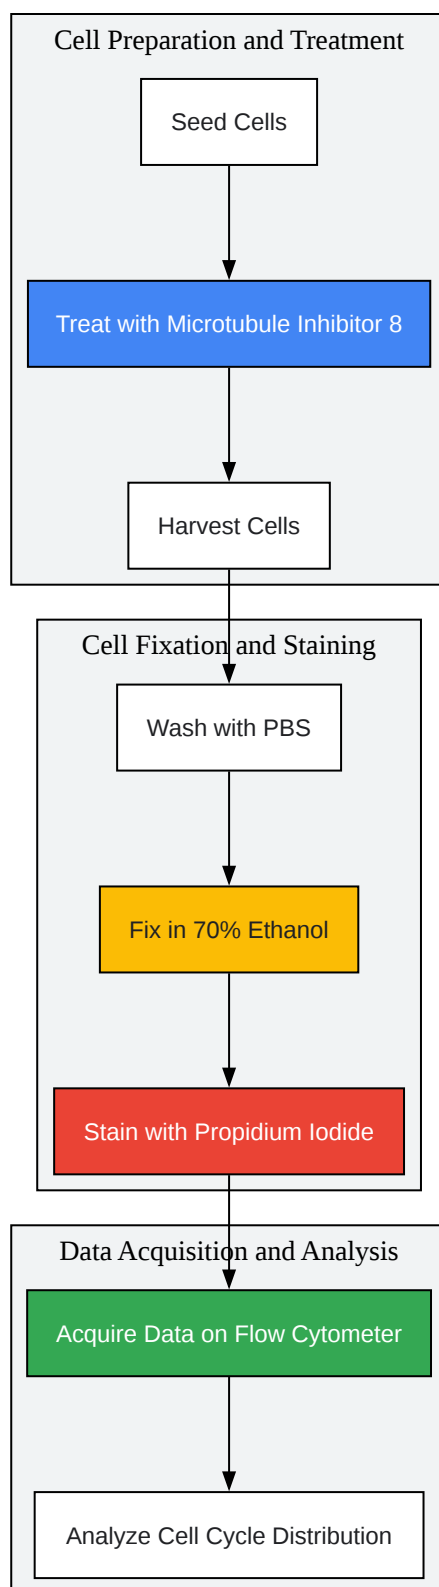 Cell Preparation and Treatment
Seed Cells
Treat with Microtubule Inhibitor 8
Harvest Cells
Cell Fixation and Staining
Wash with PBS
Fix in 70% Ethanol
Stain with Propidium Iodide
Data Acquisition and Analysis
Acquire Data on Flow Cytometer
Analyze Cell Cycle Distribution